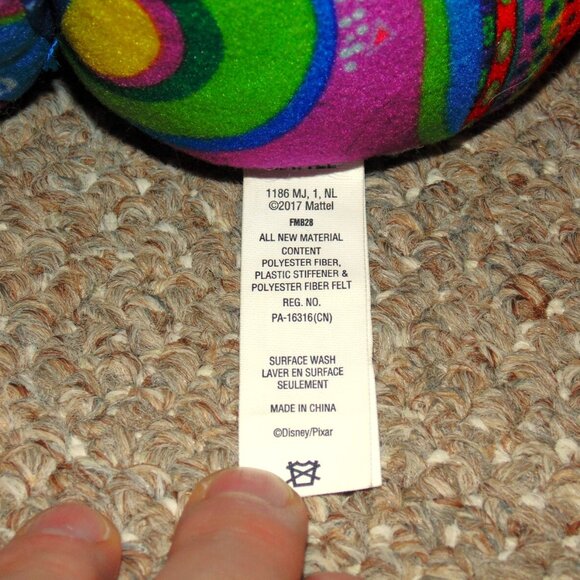 1186 MJ, 1, NL
©2017 Mattel
FMB28
ALL NEW MATERIAL
CONTENT
POLYESTER FIBER,
PLASTIC STIFFENER &
POLYESTER FIBER FELT
REG. NO.
PA-16316(CN)
SURFACE WASH
LAVER EN SURFACE
SEULEMENT
MADE IN CHINA
©Disney/Pixar